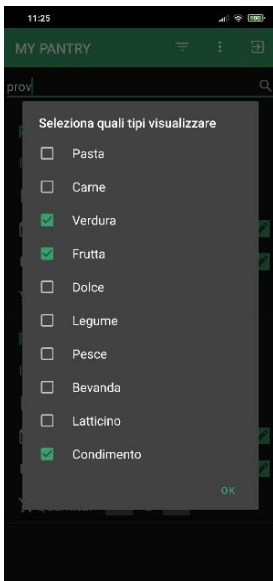 11:25
MY PANTRY
prov
Seleziona quali tipi visualizzare
Pasta
Carne
Verdura
Frutta
Dolce
Legume
Pesce
Bevanda
Latticino
Condimento
OK
Quantità: